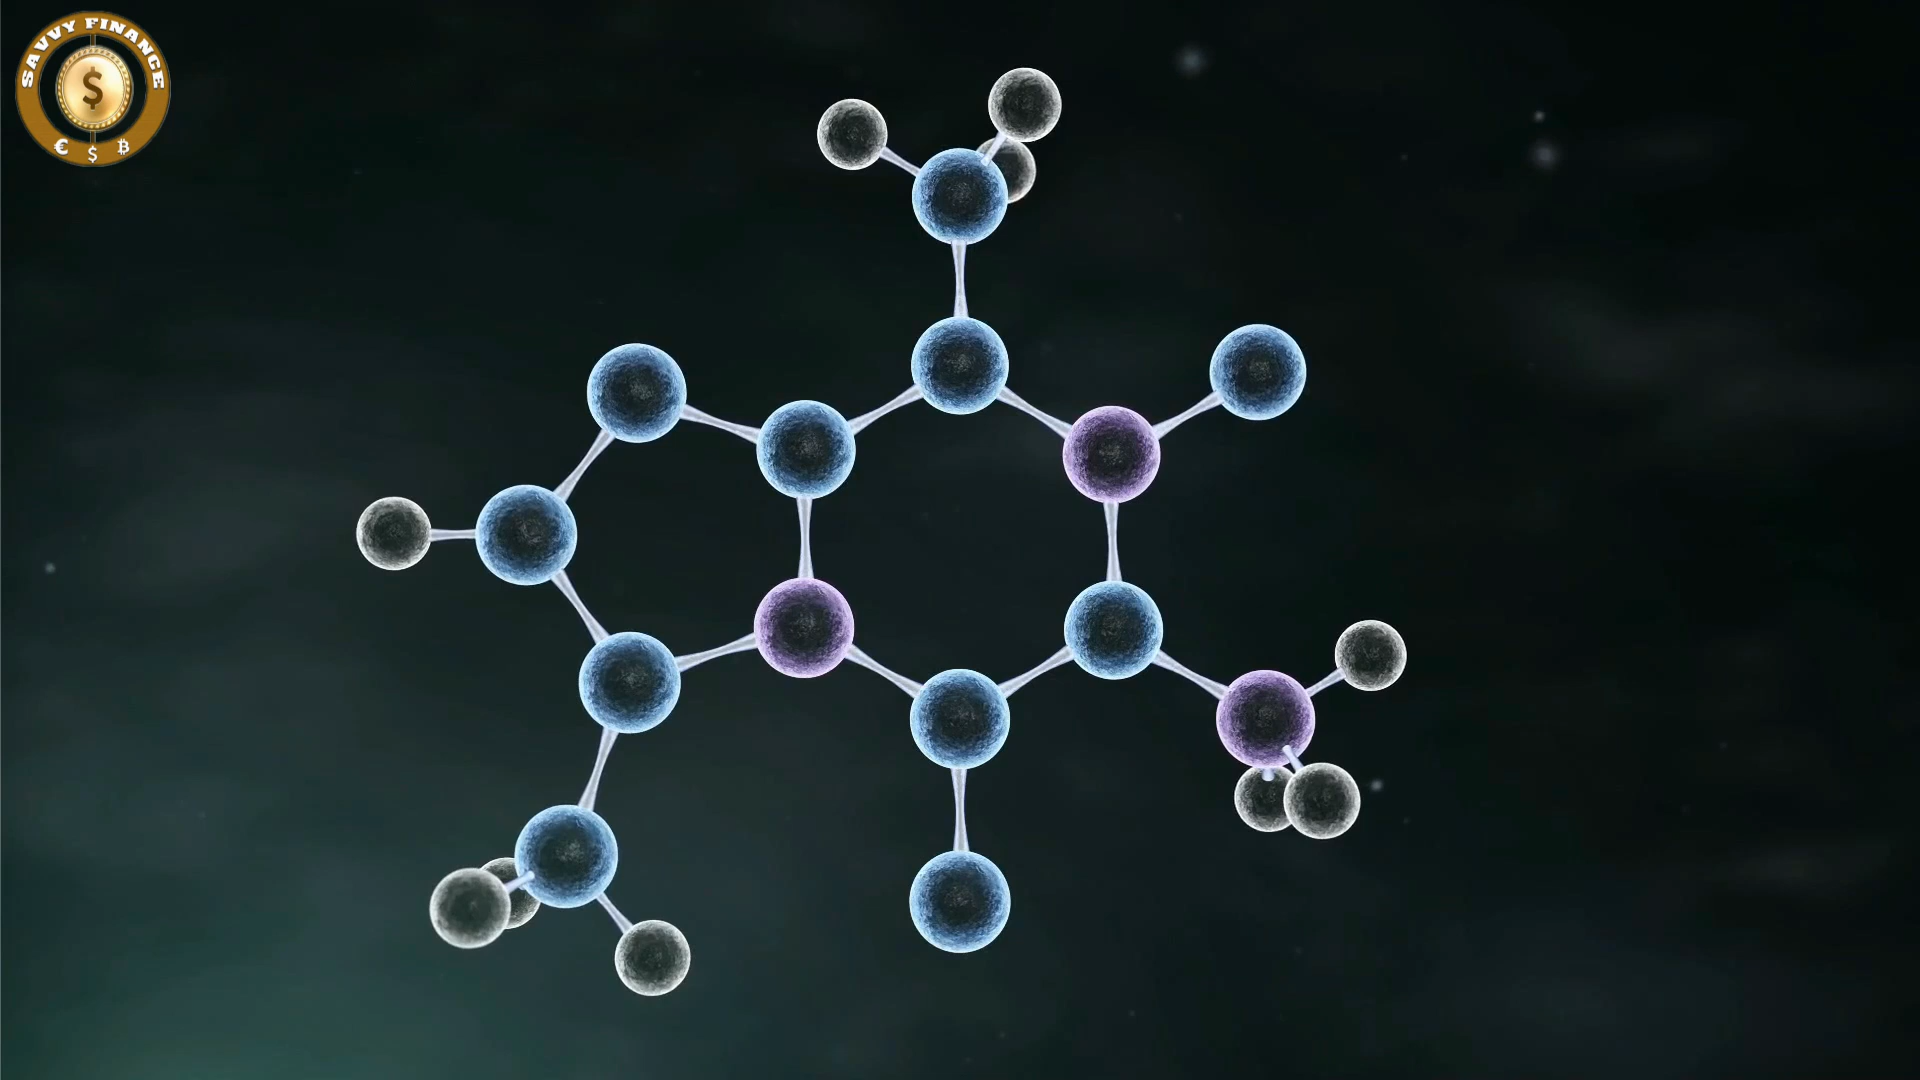 SAVVY FINANCE
$
€ $ ₿